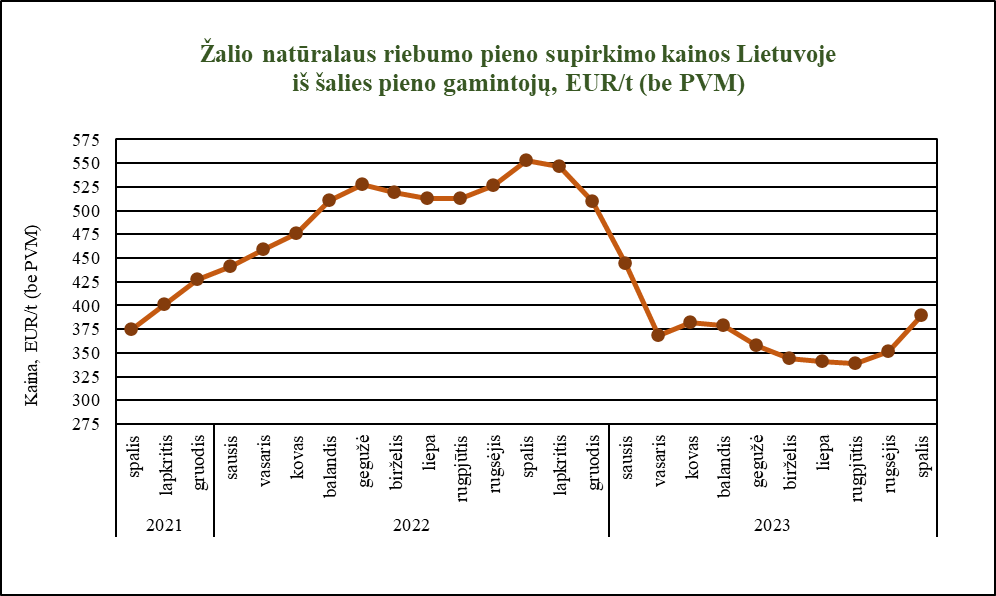 Žalio natūralaus riebumo pieno supirkimo kainos Lietuvoje
iš šalies pieno gamintojų, EUR/t (be PVM)
Kaina, EUR/t (be PVM)
575
550
525
500
475
450
425
400
375
350
325
300
275
spalis
lapkritis
gruodis
sausis
vasaris
kovas
balandis
gegužė
birželis
liepa
rugpjūtis
rugsėjis
spalis
lapkritis
gruodis
sausis
vasaris
kovas
balandis
gegužė
birželis
liepa
rugpjūtis
rugsėjis
spalis
2021
2022
2023